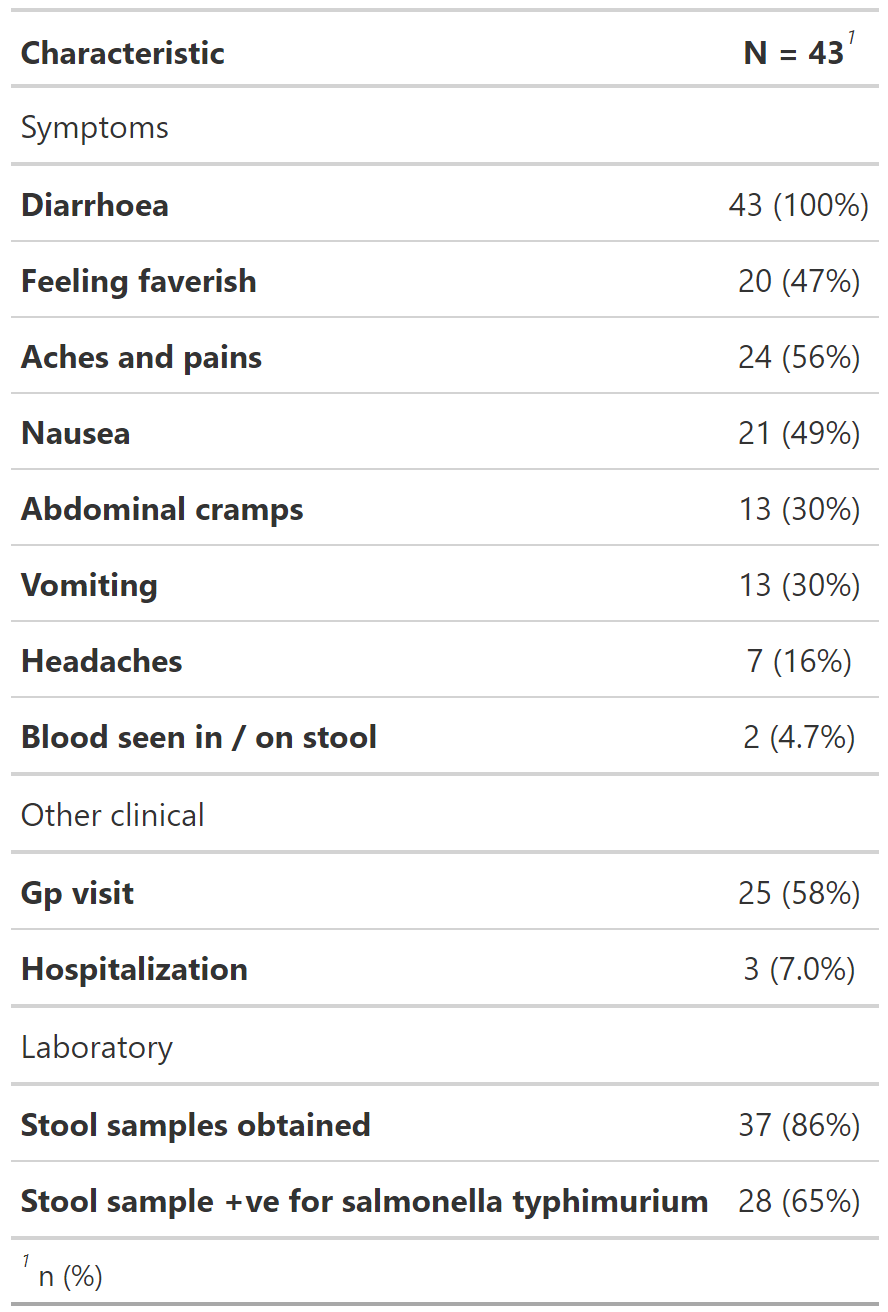 Characteristic N = 43 1
Symptoms
Diarrhoea 43 (100%)
Feeling faverish 20 (47%)
Aches and pains 24 (56%)
Nausea 21 (49%)
Abdominal cramps 13 (30%)
Vomiting 13 (30%)
Headaches 7 (16%)
Blood seen in / on stool 2 (4.7%)
Other clinical
Gp visit 25 (58%)
Hospitalization 3 (7.0%)
Laboratory
Stool samples obtained 37 (86%)
Stool sample +ve for salmonella typhimurium 28 (65%)
1 n (%)